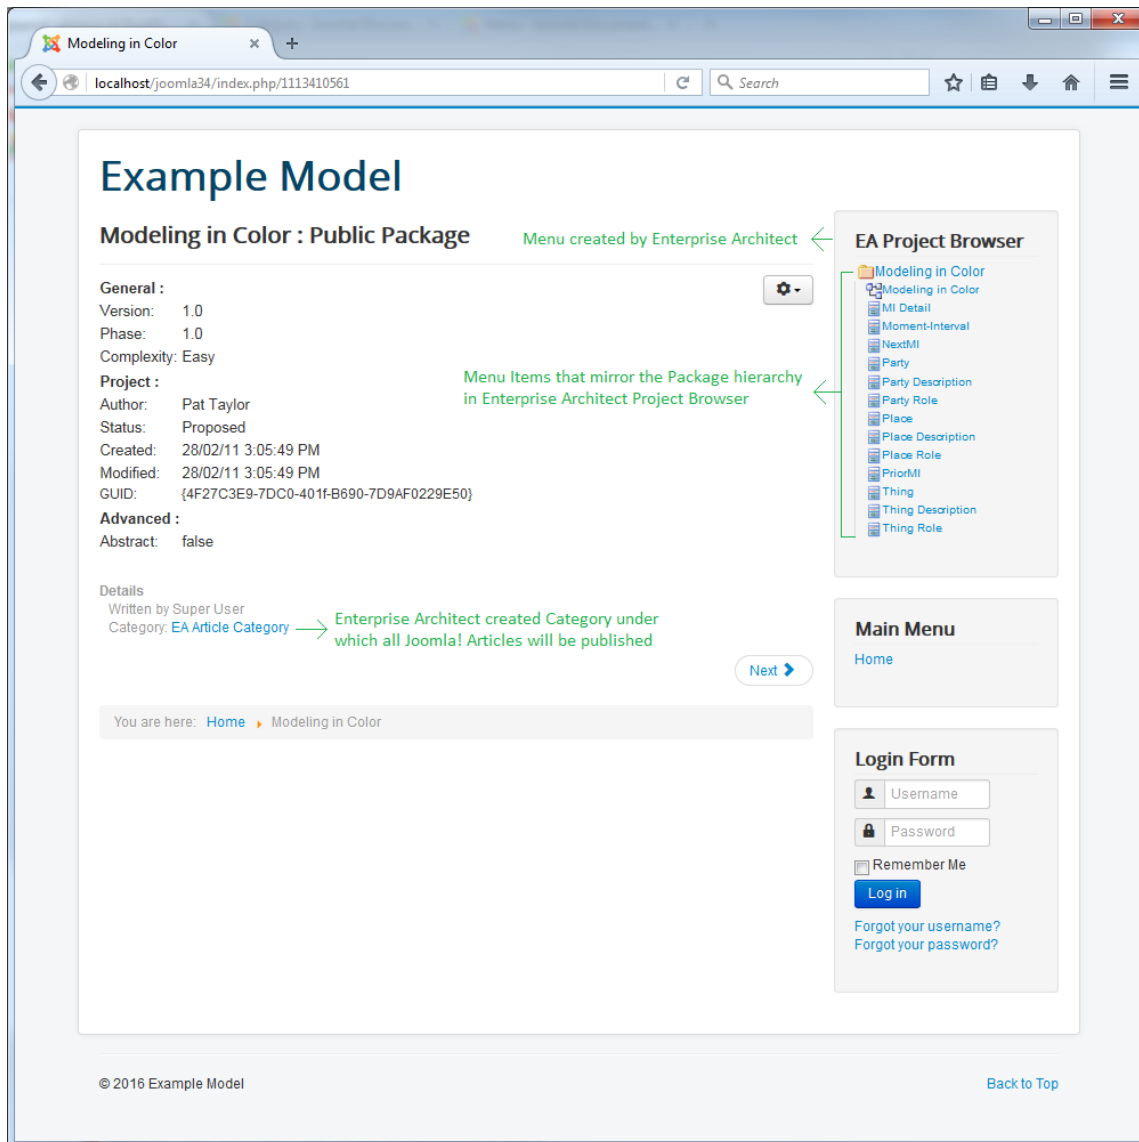 Modeling in Color
localhost/joomla34/index.php/1113410561
Search
Example Model
Modeling in Color : Public Package
General :
Version: 1.0
Phase: 1.0
Complexity: Easy
Project :
Author: Pat Taylor
Status: Proposed
Created: 28/02/11 3:05:49 PM
Modified: 28/02/11 3:05:49 PM
GUID: {4F27C3E9-7DC0-401f-B690-7D9AF0229E50}
Advanced :
Abstract: false
Details
Written by Super User
Category: EA Article Category
Enterprise Architect created Category under
which all Joomla! Articles will be published
Next
You are here: Home Modeling in Color
Menu created by Enterprise Architect
Menu Items that mirror the Package hierarchy
in Enterprise Architect Project Browser
EA Project Browser
Modeling in Color
Modeling in Color
MI Detail
Moment-Interval
NextMI
Party
Party Description
Party Role
Place
Place Description
Place Role
PriorMI
Thing
Thing Description
Thing Role
Main Menu
Home
Login Form
Username
Password
Remember Me
Log in
Forgot your username?
Forgot your password?
© 2016 Example Model
Back to Top